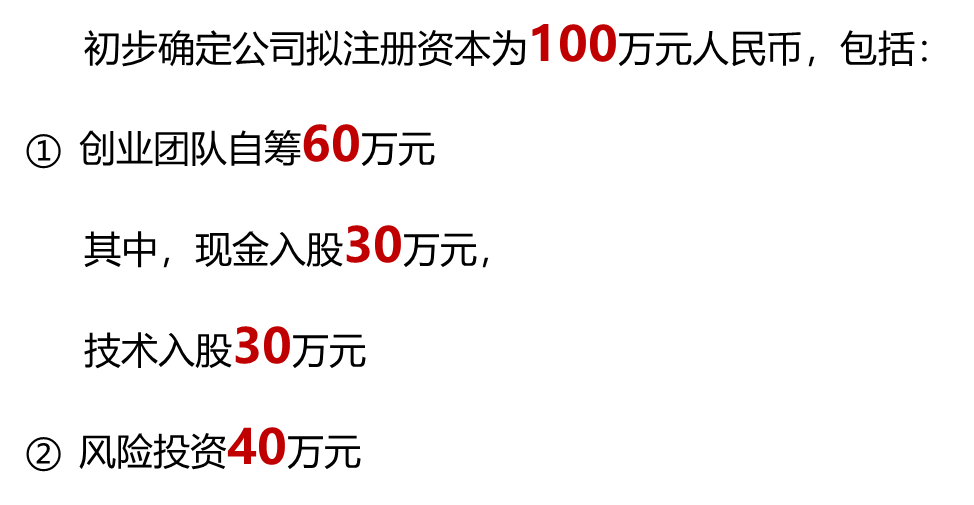 初步确定公司拟注册资本为100万元人民币，包括：
① 创业团队自筹60万元
其中，现金入股30万元，
技术入股30万元
② 风险投资40万元